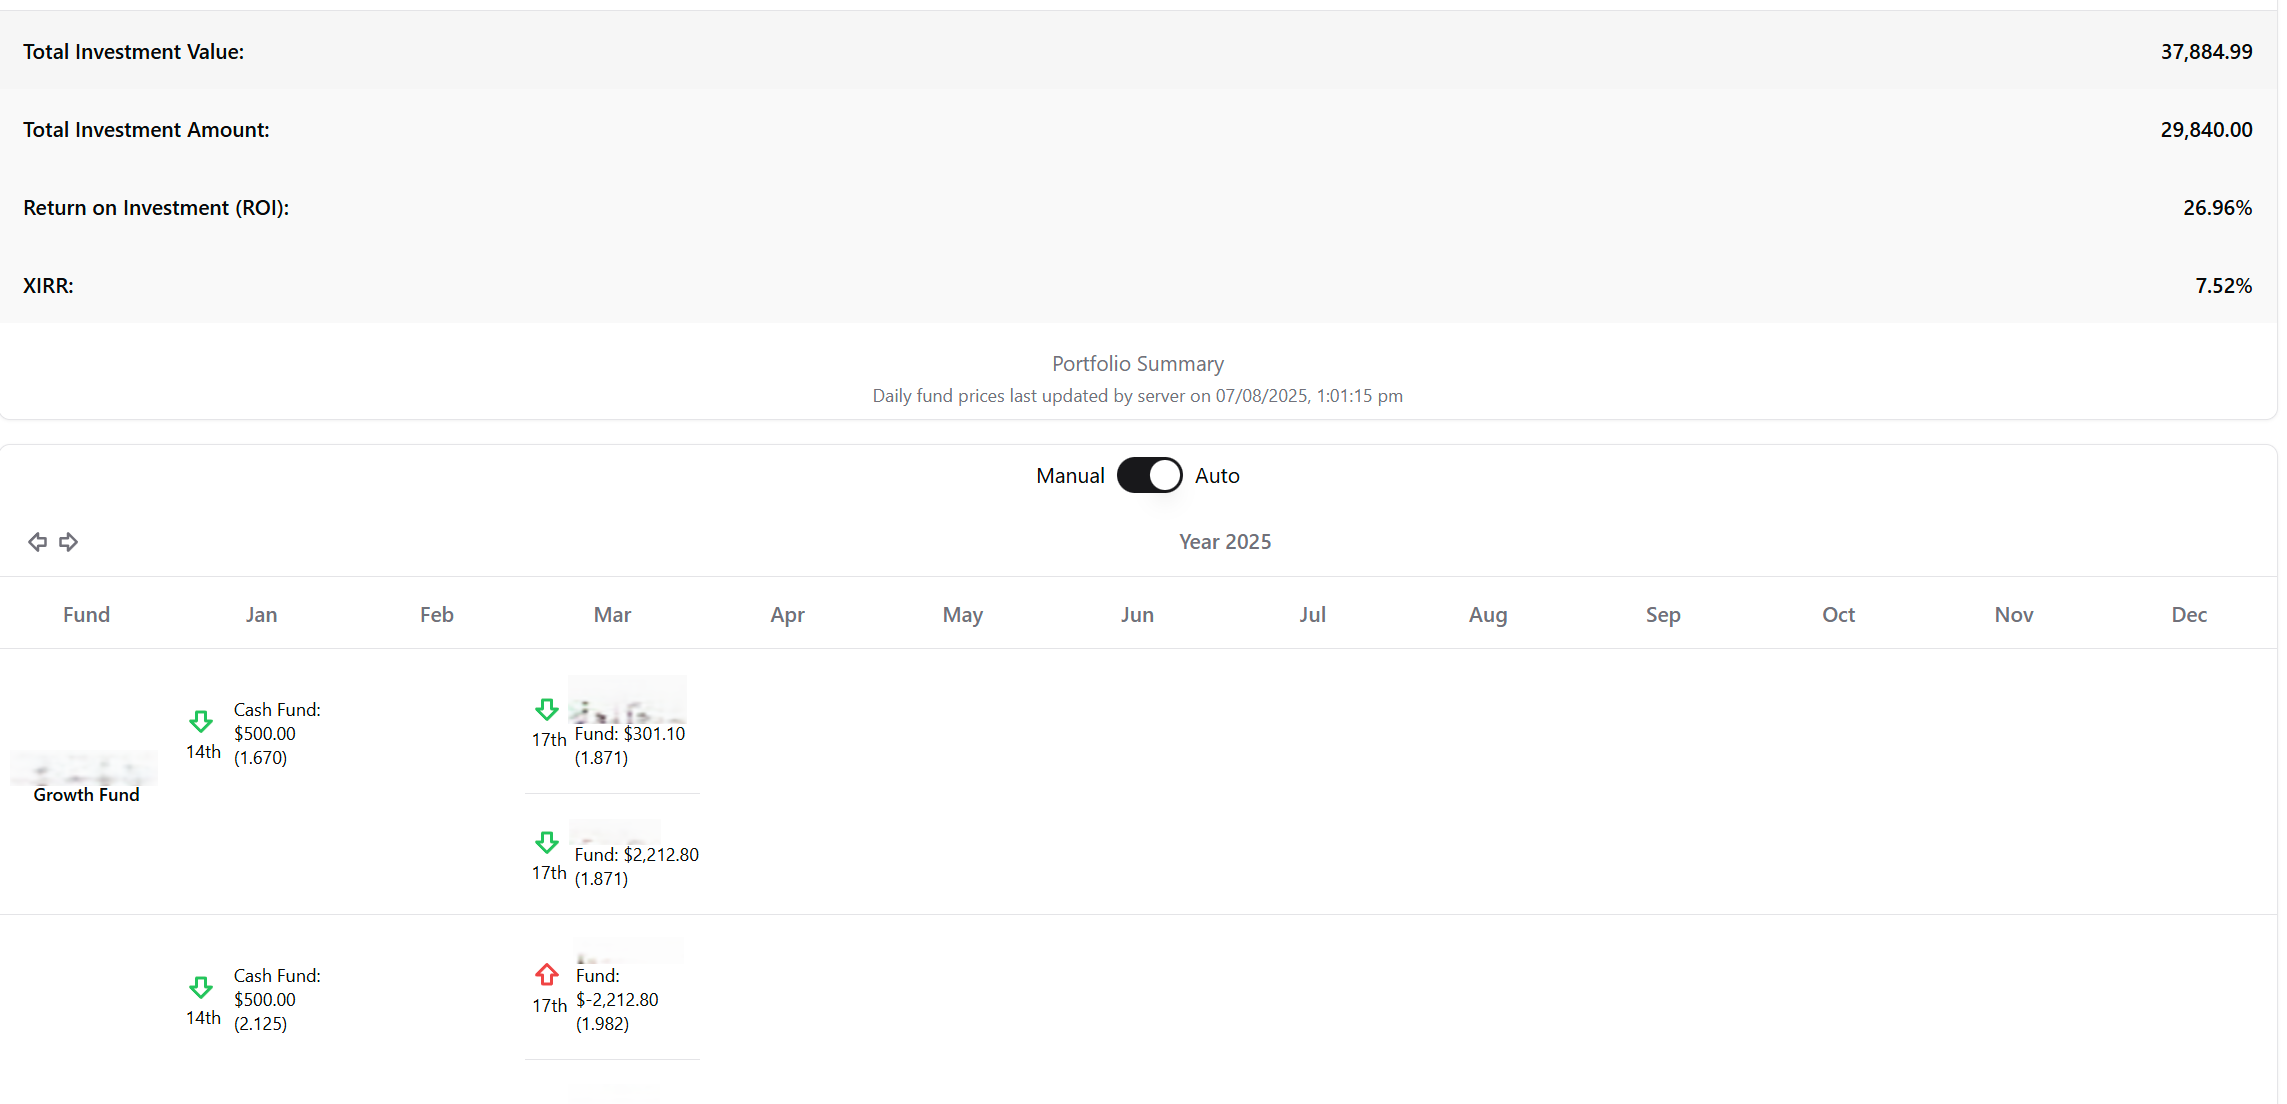 Total Investment Value: 37,884.99
Total Investment Amount: 29,840.00
Return on Investment (ROI): 26.96%
XIRR: 7.52%
Portfolio Summary
Daily fund prices last updated by server on 07/08/2025, 1:01:15 pm
Manual Auto
Year 2025
Fund Jan Feb Mar Apr May Jun Jul Aug Sep Oct Nov Dec
Growth Fund
14th
Cash Fund:
$500.00
(1.670)
17th
Fund: $301.10
(1.871)
17th
Fund: $2,212.80
(1.871)
14th
Cash Fund:
$500.00
(2.125)
17th
Fund:
$-2,212.80
(1.982)